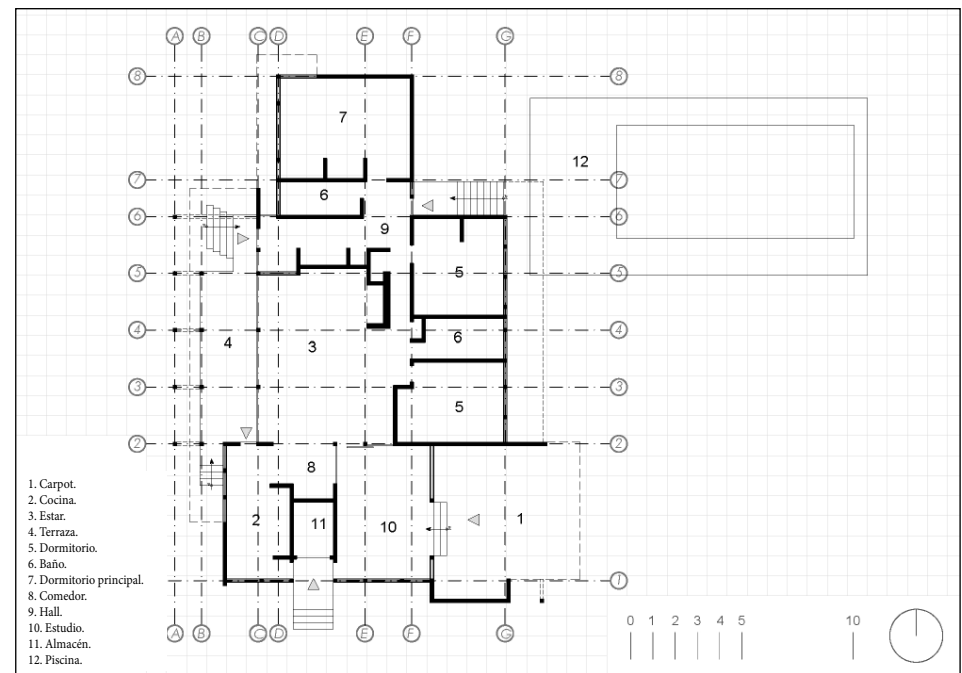 A B C D E F G
8 8
7
12
7 7
6
6 6
9
5 5
5
4 4
4 3 6
3 3
5
2 2
8
1. Carpot.
2. Cocina.
3. Estar.
4. Terraza.
5. Dormitorio.
6. Baño.
7. Dormitorio principal.
8. Comedor.
9. Hall.
10. Estudio.
11. Almacén.
12. Piscina.
2 11 10 1
1
A B C D E F G
0 1 2 3 4 5 10